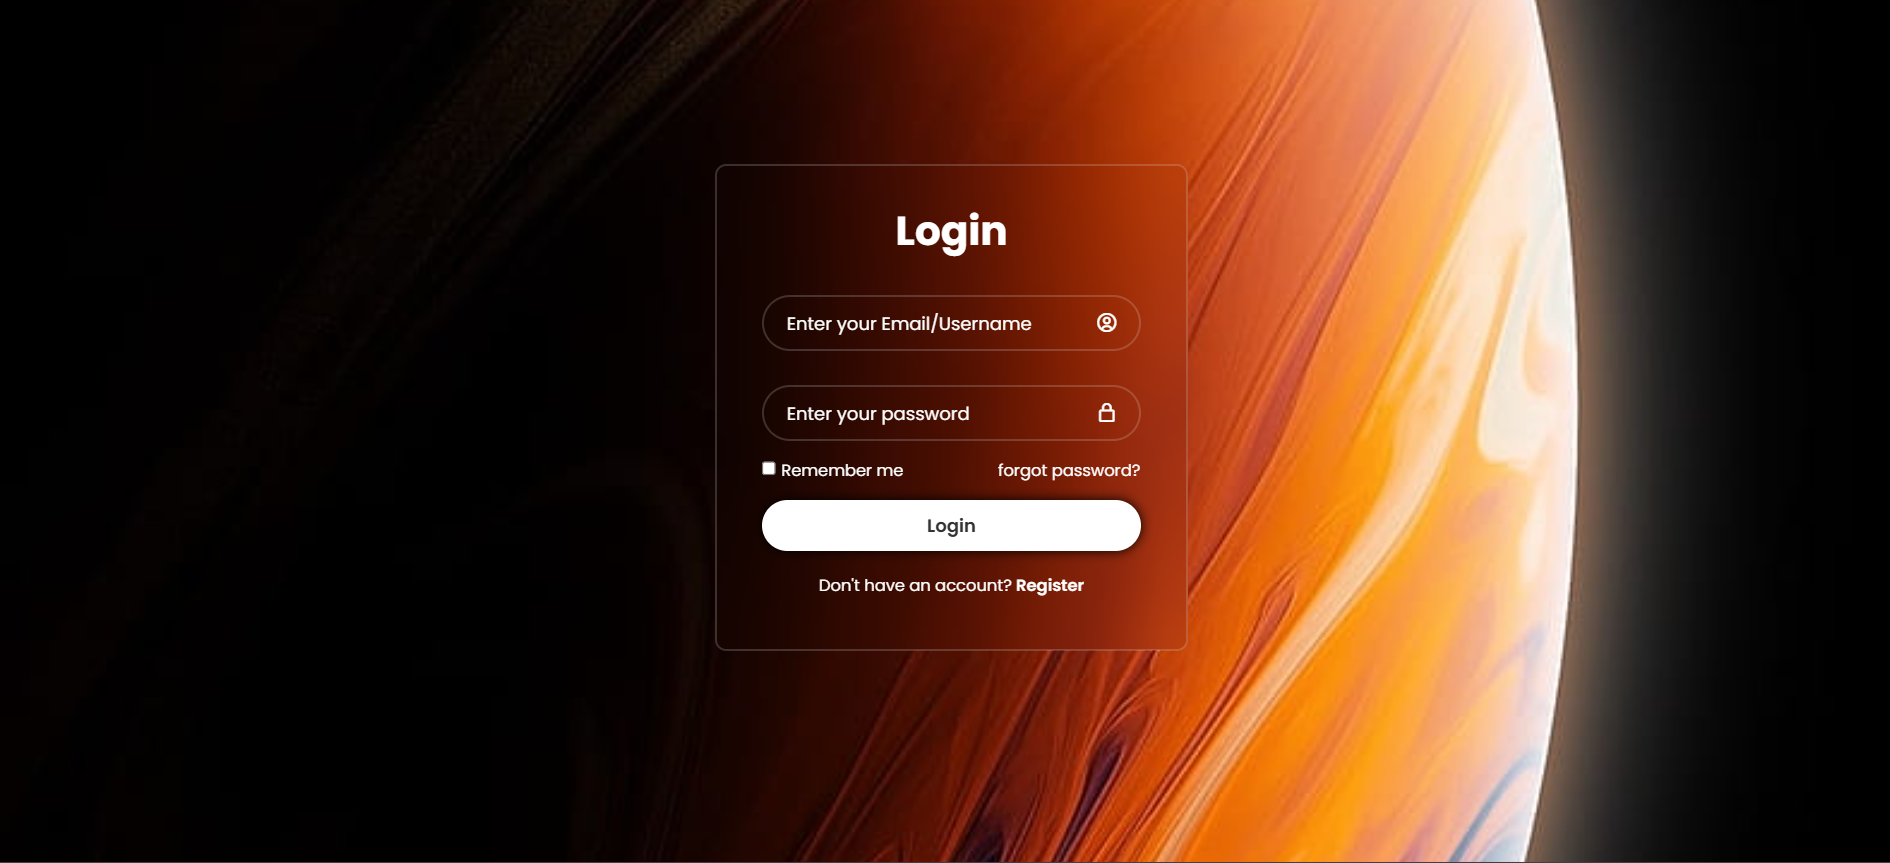 Login
Enter your Email/Username
Enter your password
Remember me forgot password?
Login
Don't have an account? Register